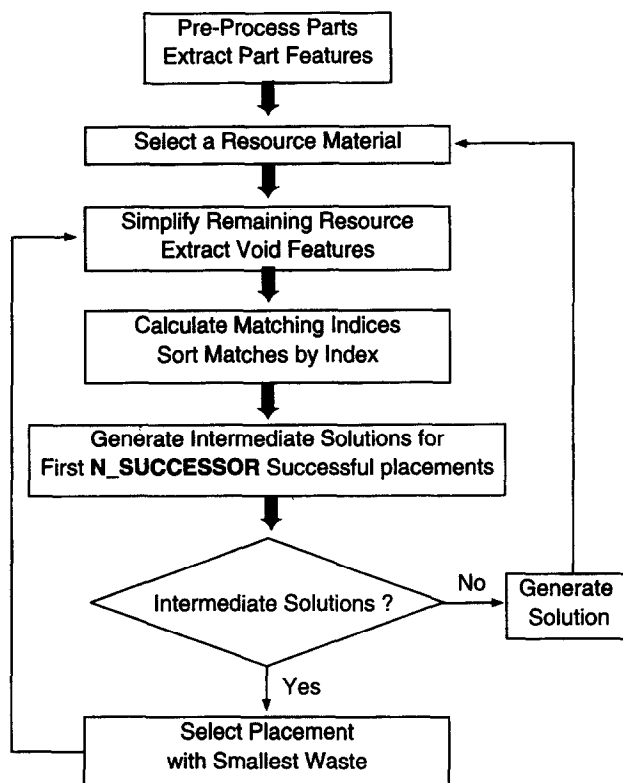 Pre-Process Parts
Extract Part Features
Select a Resource Material
Simplify Remaining Resource
Extract Void Features
Calculate Matching Indices
Sort Matches by Index
Generate Intermediate Solutions for
First N_SUCCESSOR Successful placements
Intermediate Solutions ?
No
Generate
Solution
Yes
Select Placement
with Smallest Waste